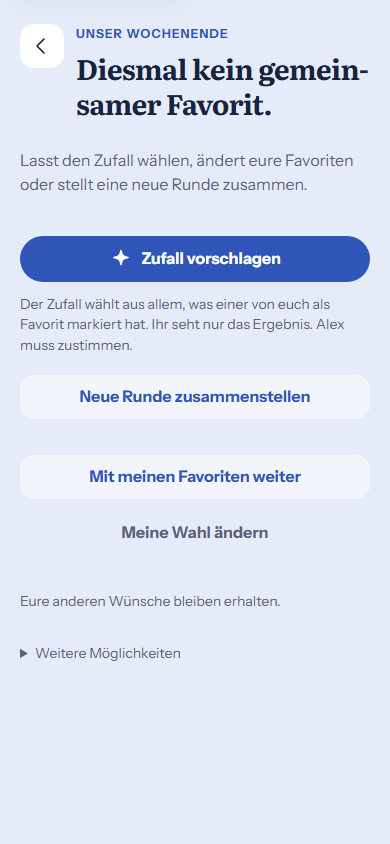 UNSER WOCHENENDE
Diesmal kein gemein-
samer Favorit.
Lasst den Zufall wählen, ändert eure Favoriten
oder stellt eine neue Runde zusammen.
Zufall vorschlagen
Der Zufall wählt aus allem, was einer von euch als
Favorit markiert hat. Ihr seht nur das Ergebnis. Alex
muss zustimmen.
Neue Runde zusammenstellen
Mit meinen Favoriten weiter
Meine Wahl ändern
Eure anderen Wünsche bleiben erhalten.
Weitere Möglichkeiten